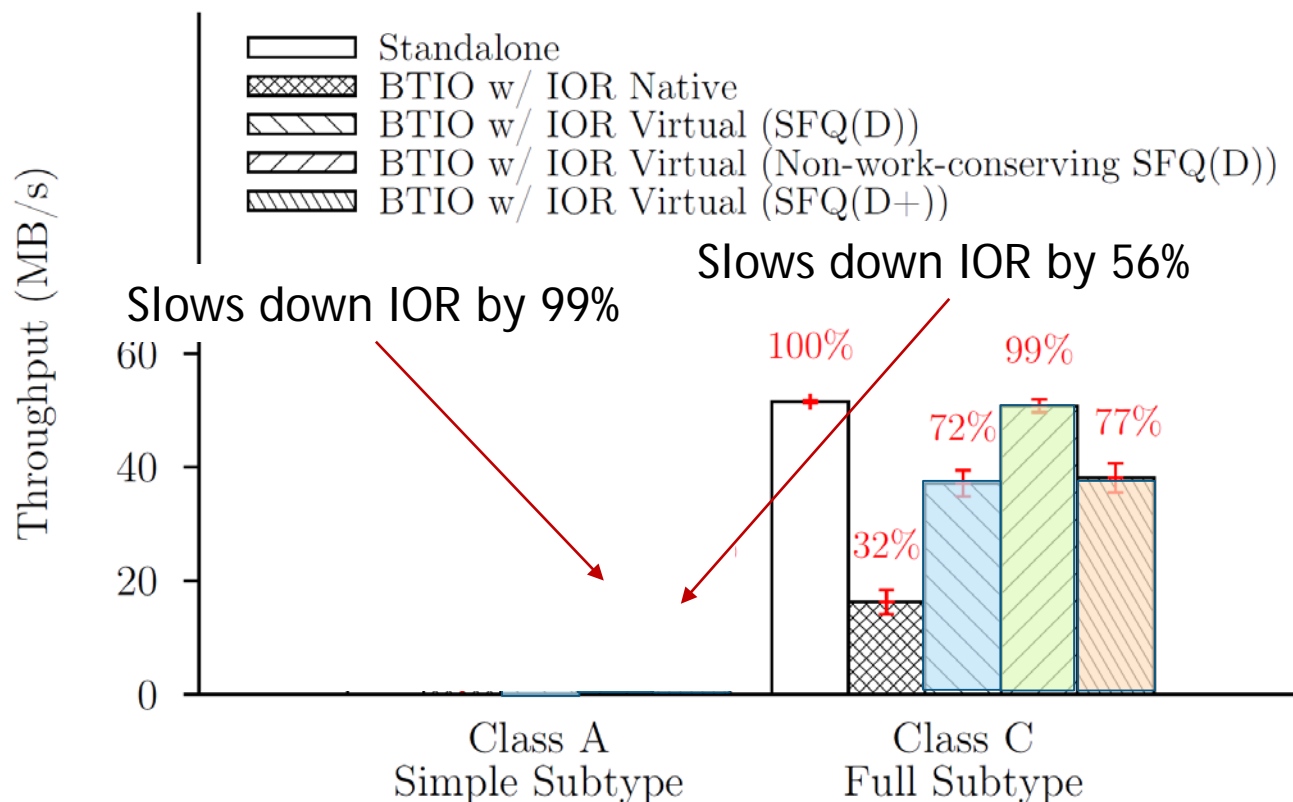 Standalone
BTIO w/ IOR Native
BTIO w/ IOR Virtual (SFQ(D))
BTIO w/ IOR Virtual (Non-work-conserving SFQ(D))
BTIO w/ IOR Virtual (SFQ(D+))
Throughput (MB/s)
Slows down IOR by 56%
Slows down IOR by 99%
60
40
20
0
100%
32%
72%
99%
77%
Class A
Simple Subtype
Class C
Full Subtype